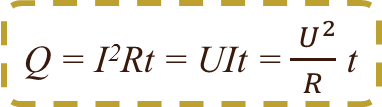 Q = I²Rt = UIt = U²/R t